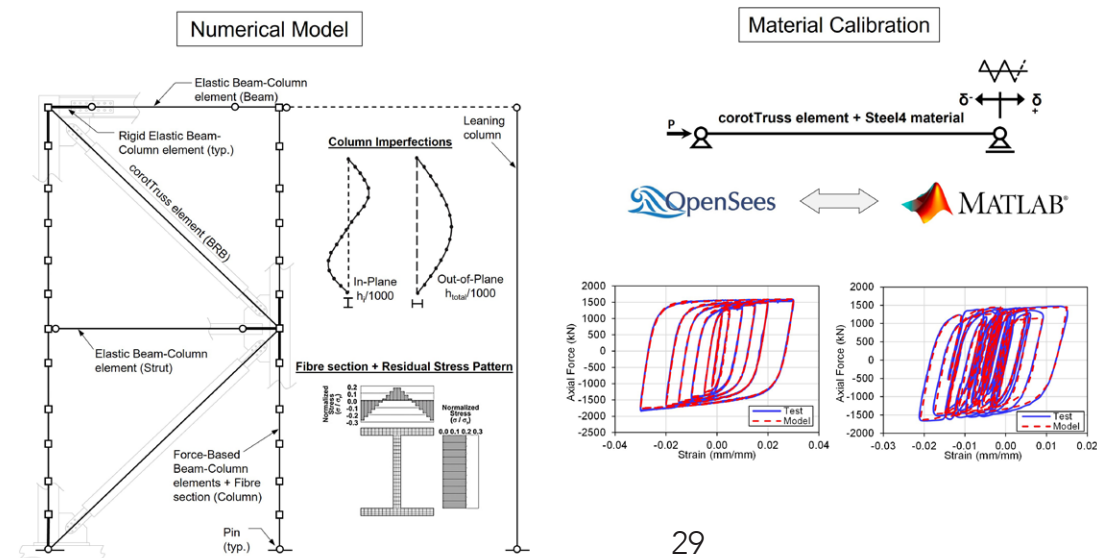 Numerical Model
Elastic Beam-Column
element (Beam)
Rigid Elastic Beam-
Column element (typ.)
corotTruss element (BRB)
Column Imperfections
Leaning
column
In-Plane
hᵢ/1000
Out-of-Plane
h_total/1000
Elastic Beam-Column
element (Strut)
Fibre section + Residual Stress Pattern
Normalized
Stress
(σ / σy)
0.2
0.1
0.0
-0.1
-0.2
-0.3
Normalized
Stress
(σ / σy)
0.0 0.1 0.2 0.3
Force-Based
Beam-Column
elements + Fibre
section (Column)
Pin
(typ.)
Material Calibration
δ- δ+
P
corotTruss element + Steel4 material
OpenSees
MATLAB®
2000
1500
1000
500
0
-500
-1000
-1500
-2000
-2500
Axial Force (kN)
-0.04 -0.02 0.00 0.02 0.04
Strain (mm/mm)
Test
Model
2000
1500
1000
500
0
-500
-1000
-1500
-2000
Axial Force (kN)
-0.03 -0.02 -0.01 0.00 0.01 0.02
Strain (mm/mm)
Test
Model
29